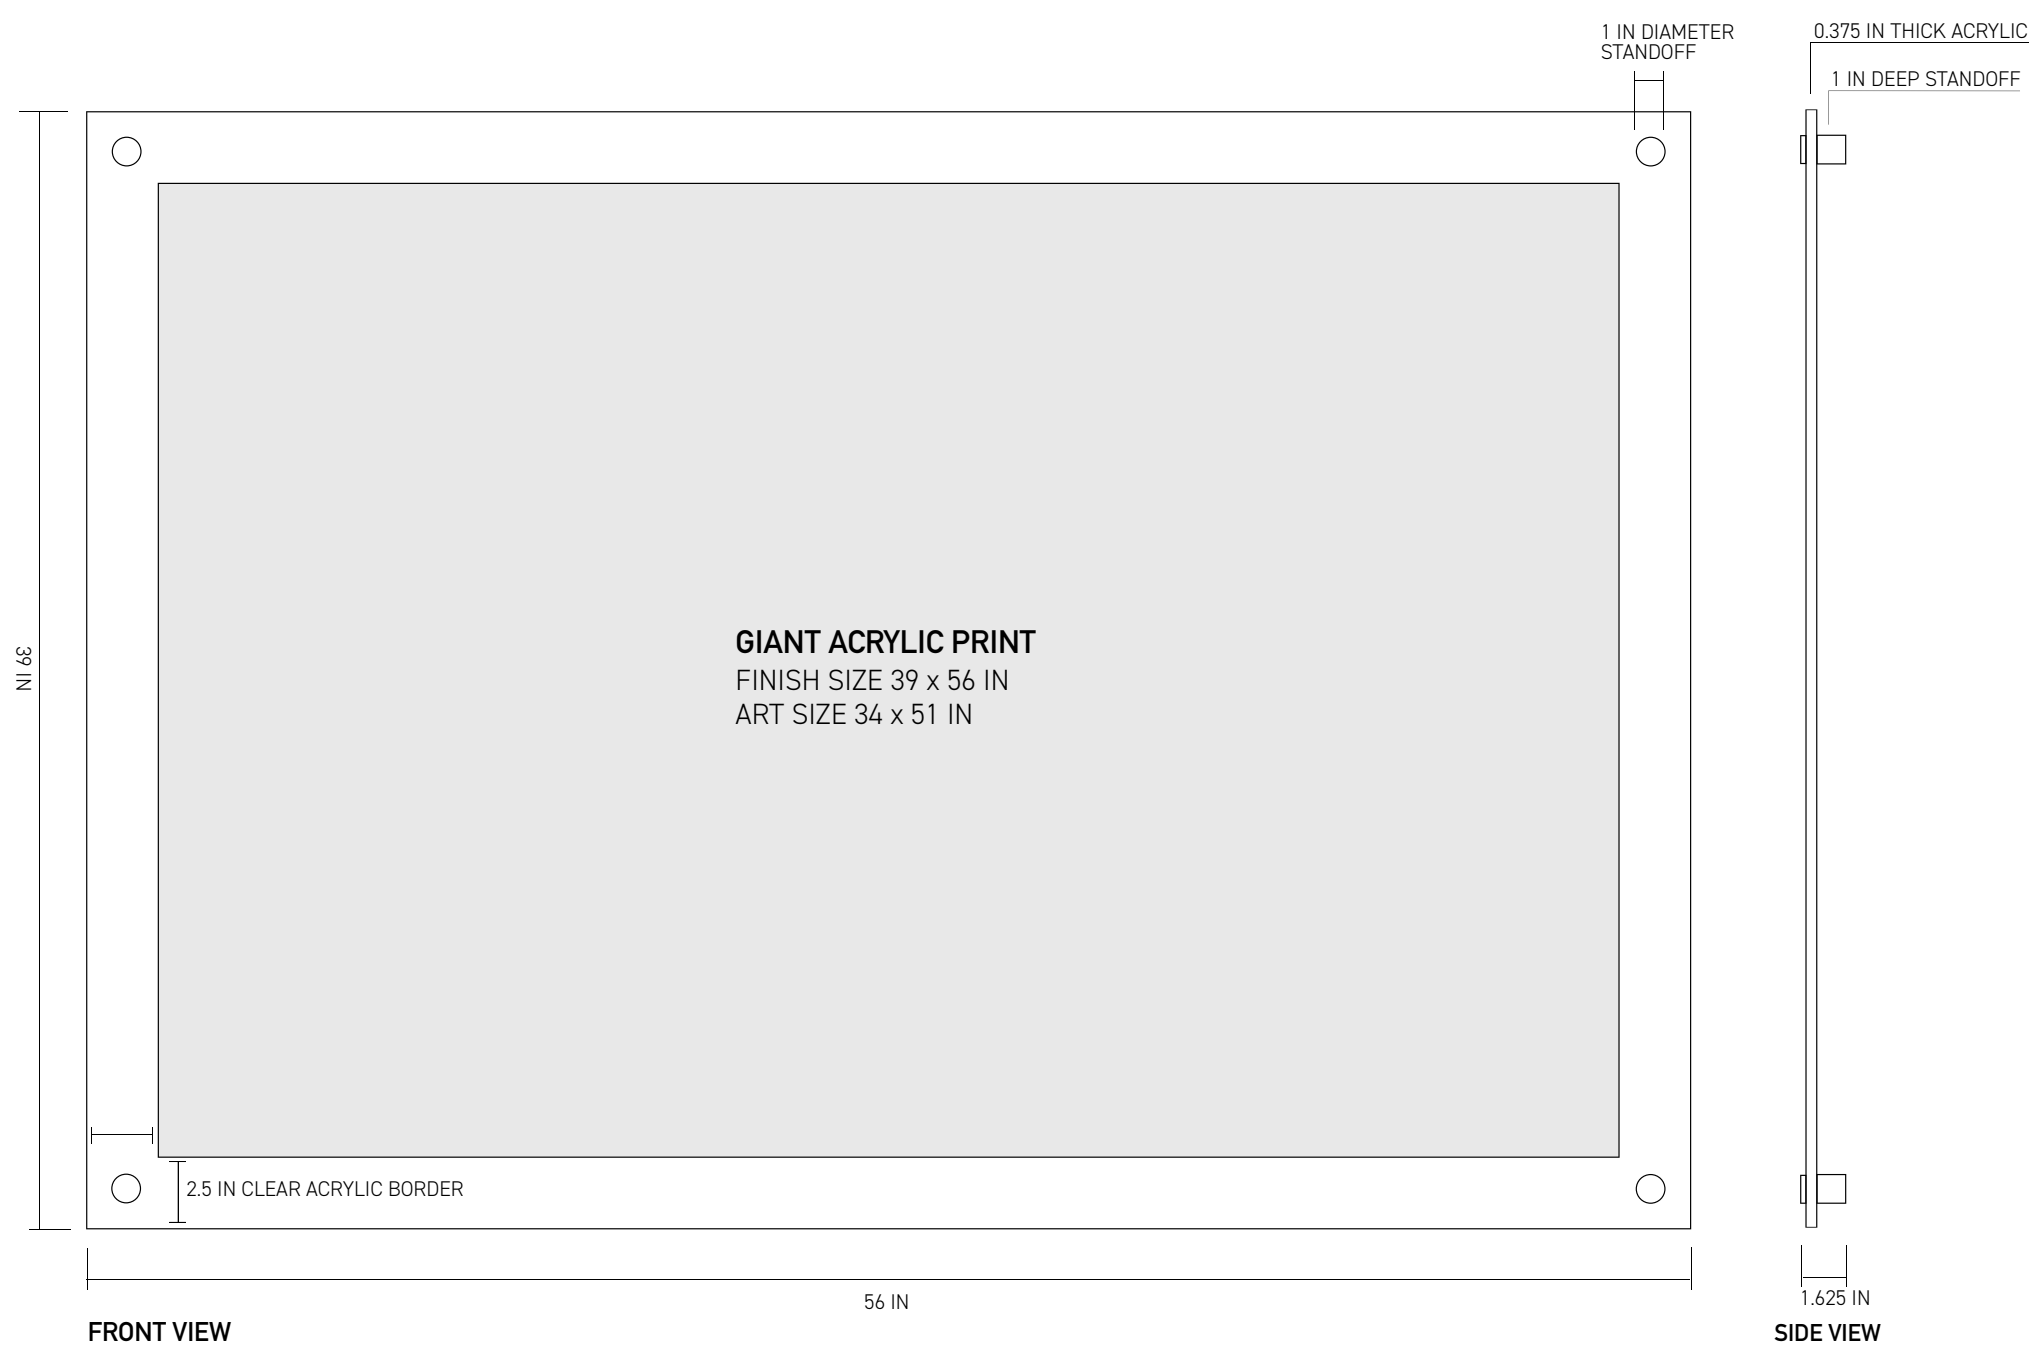 1 IN DIAMETER
STANDOFF
0.375 IN THICK ACRYLIC
1 IN DEEP STANDOFF
39 IN
GIANT ACRYLIC PRINT
FINISH SIZE 39 x 56 IN
ART SIZE 34 x 51 IN
2.5 IN CLEAR ACRYLIC BORDER
56 IN
1.625 IN
FRONT VIEW
SIDE VIEW